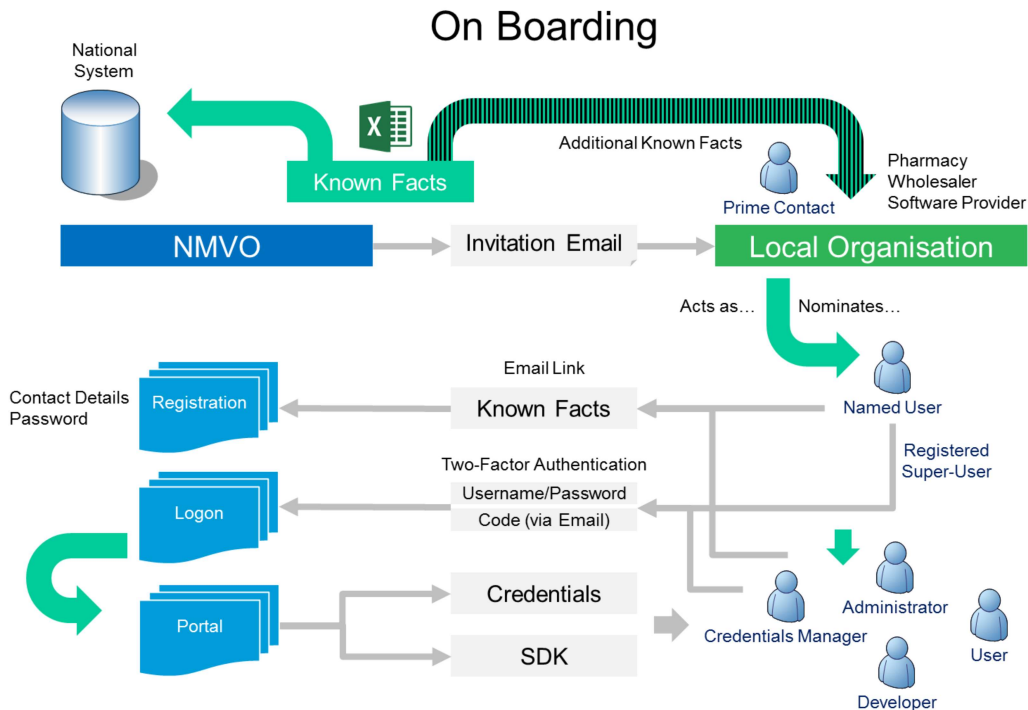 On Boarding
National
System
X
Known Facts
Additional Known Facts
Prime Contact
Pharmacy
Wholesaler
Software Provider
NMVO
Invitation Email
Local Organisation
Acts as…
Nominates…
Named User
Email Link
Known Facts
Registration
Contact Details
Password
Registered
Super-User
Two-Factor Authentication
Username/Password
Code (via Email)
Logon
Portal
Credentials
SDK
Credentials Manager
Administrator
User
Developer